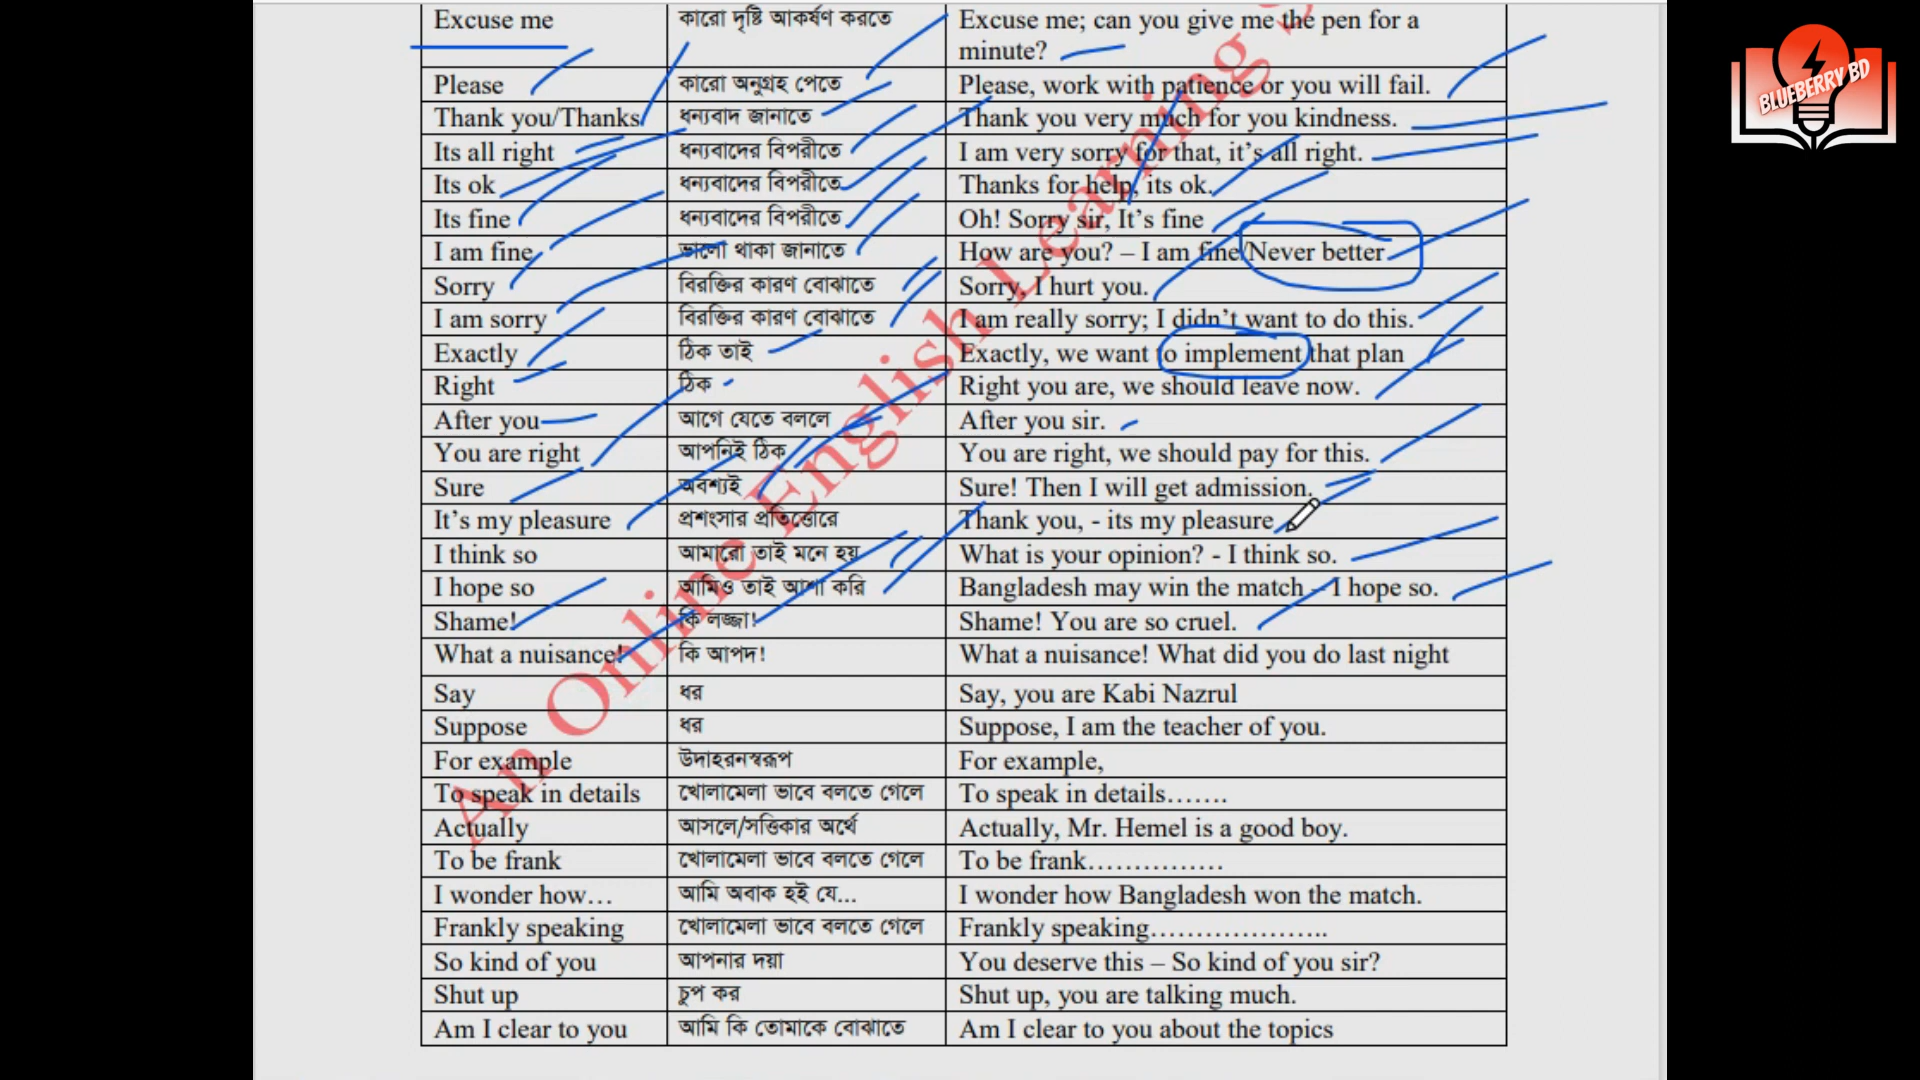 Excuse me কারো দৃষ্টি আকর্ষণ করতে Excuse me; can you give me the pen for a
minute?
Please কারো অনুগ্রহ পেতে Please, work with patience or you will fail.
Thank you/Thanks ধন্যবাদ জানাতে Thank you very much for you kindness.
Its all right ধন্যবাদের বিপরীতে I am very sorry for that, it’s all right.
Its ok ধন্যবাদের বিপরীতে Thanks for help, its ok.
Its fine ধন্যবাদের বিপরীতে Oh! Sorry sir, It’s fine
I am fine ভালো থাকা জানাতে How are you? – I am fine/Never better
Sorry বিরক্তির কারণ বোঝাতে Sorry, I hurt you.
I am sorry বিরক্তির কারণ বোঝাতে I am really sorry; I didn’t want to do this.
Exactly ঠিক তাই Exactly, we want to implement that plan
Right ঠিক Right you are, we should leave now.
After you আগে যেতে বললে After you sir.
You are right আপনিই ঠিক You are right, we should pay for this.
Sure অবশ্যই Sure! Then I will get admission.
It’s my pleasure প্রশংসার প্রতিত্তোরে Thank you, - its my pleasure
I think so আমারো তাই মনে হয় What is your opinion? - I think so.
I hope so আমিও তাই আশা করি Bangladesh may win the match – I hope so.
Shame! কি লজ্জা! Shame! You are so cruel.
What a nuisance! কি আপদ! What a nuisance! What did you do last night
Say ধর Say, you are Kabi Nazrul
Suppose ধর Suppose, I am the teacher of you.
For example উদাহরনস্বরূপ For example,
To speak in details খোলামেলা ভাবে বলতে গেলে To speak in details…….
Actually আসলে/সত্তিকার অর্থে Actually, Mr. Hemel is a good boy.
To be frank খোলামেলা ভাবে বলতে গেলে To be frank……………
I wonder how… আমি অবাক হই যে... I wonder how Bangladesh won the match.
Frankly speaking খোলামেলা ভাবে বলতে গেলে Frankly speaking………………..
So kind of you আপনার দয়া You deserve this – So kind of you sir?
Shut up চুপ কর Shut up, you are talking much.
Am I clear to you আমি কি তোমাকে বোঝাতে Am I clear to you about the topics
An Online English Learning
BLUEBERRY BD